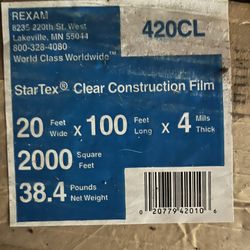 REXAM
8235 220th St. West
Lakeville, MN 55044
800-328-4080
World Class Worldwide™
420CL
StarTex® Clear Construction Film
20 Feet Wide x 100 Feet Long x 4 Mils Thick
2000 Square Feet
38.4 Pounds Net Weight
0 20779 42010 6